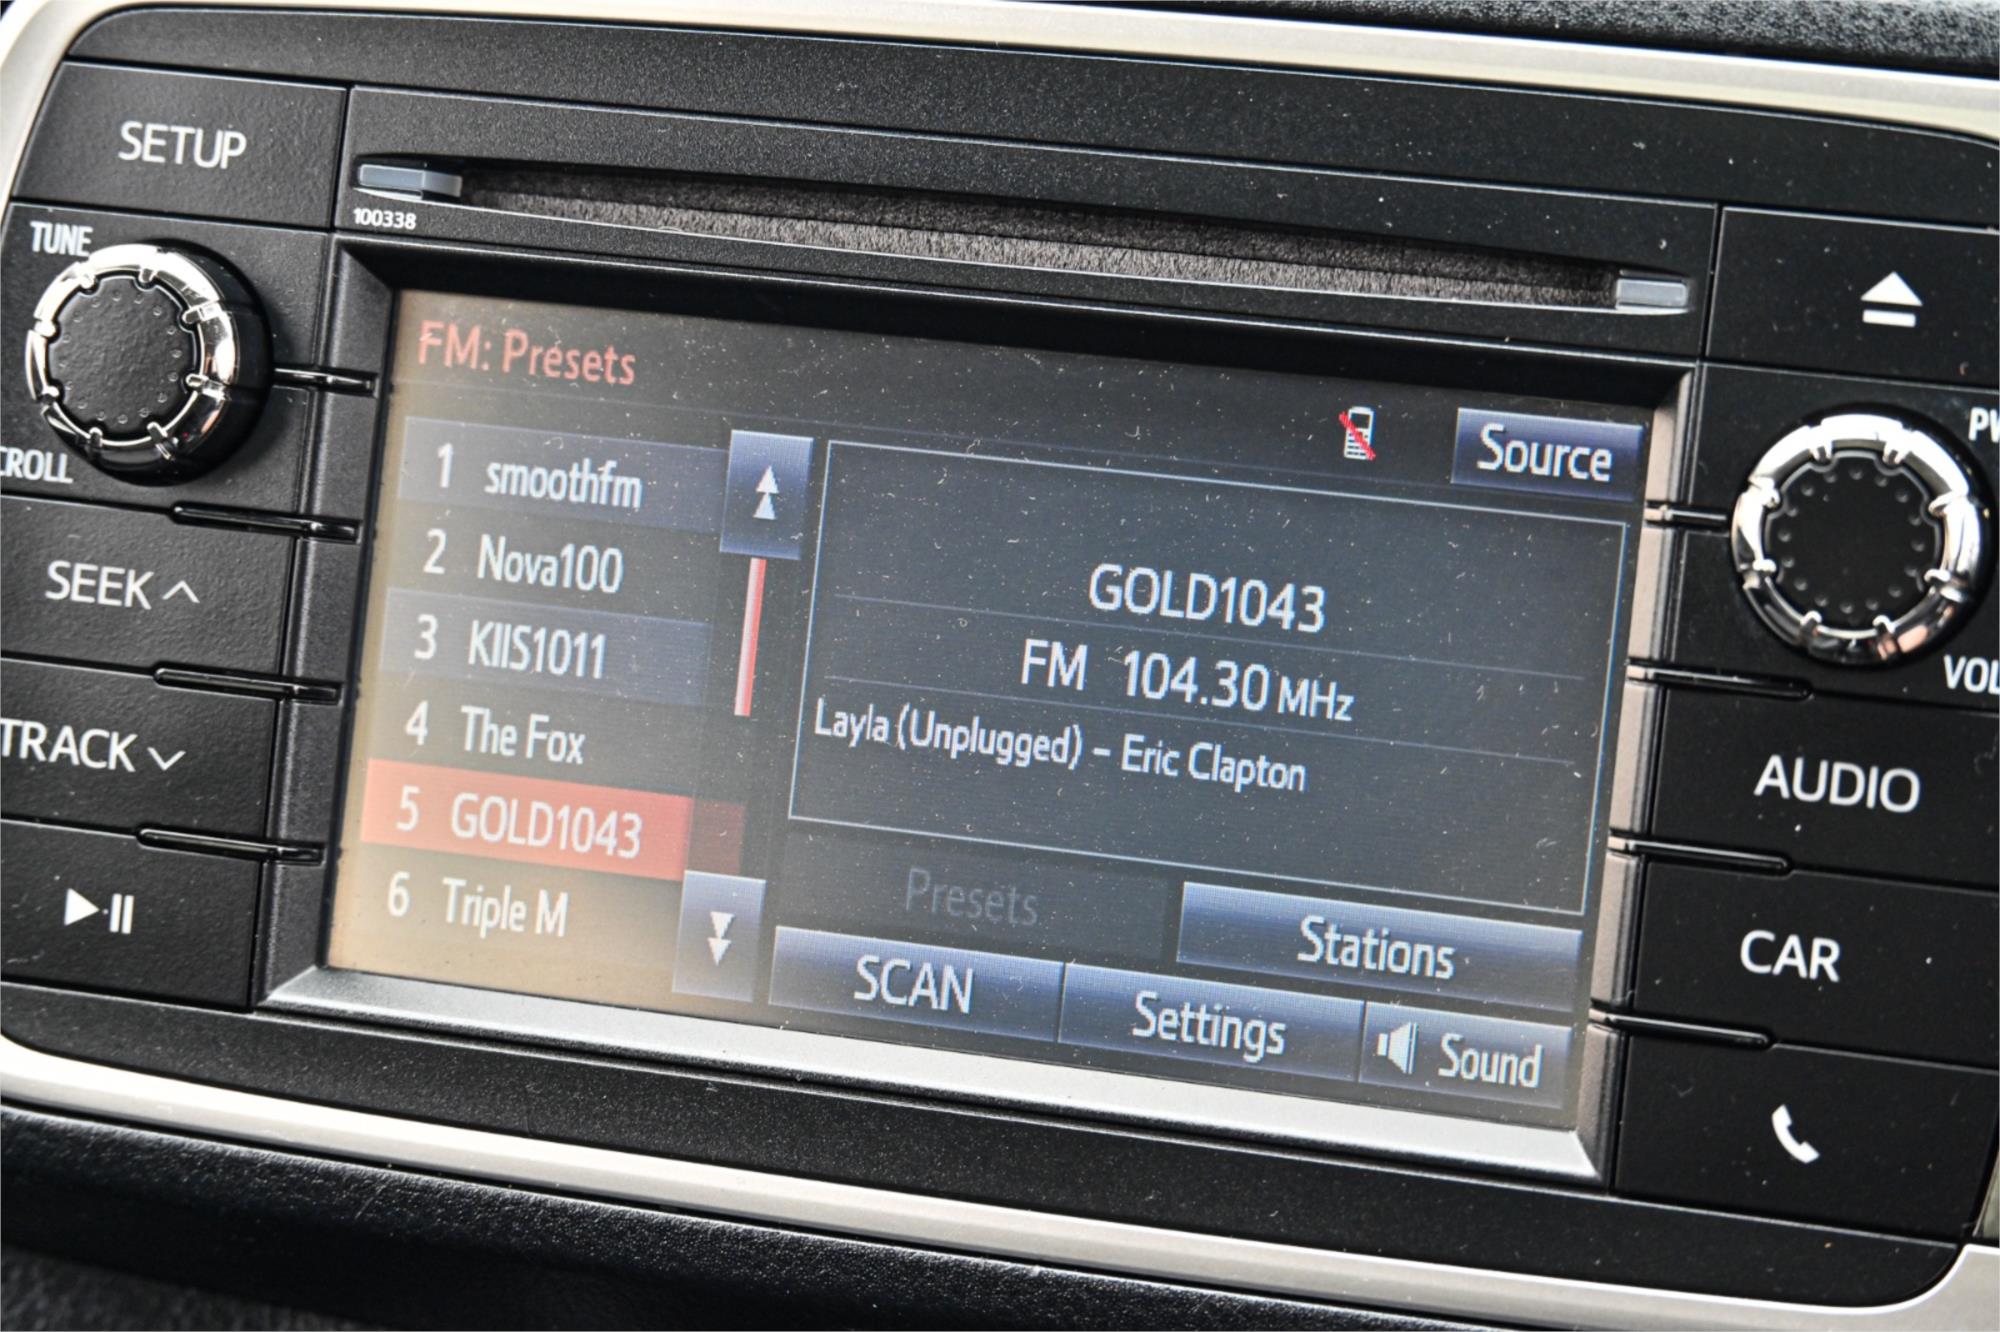 SETUP
100338
TUNE
CROLL
SEEK
TRACK
FM: Presets
Source
1 smoothfm
2 Nova100
3 KIIS1011
4 The Fox
5 GOLD1043
6 Triple M
GOLD1043
FM 104.30 MHz
Layla (Unplugged) – Eric Clapton
Presets
Stations
SCAN
Settings
Sound
PW
VOL
AUDIO
CAR